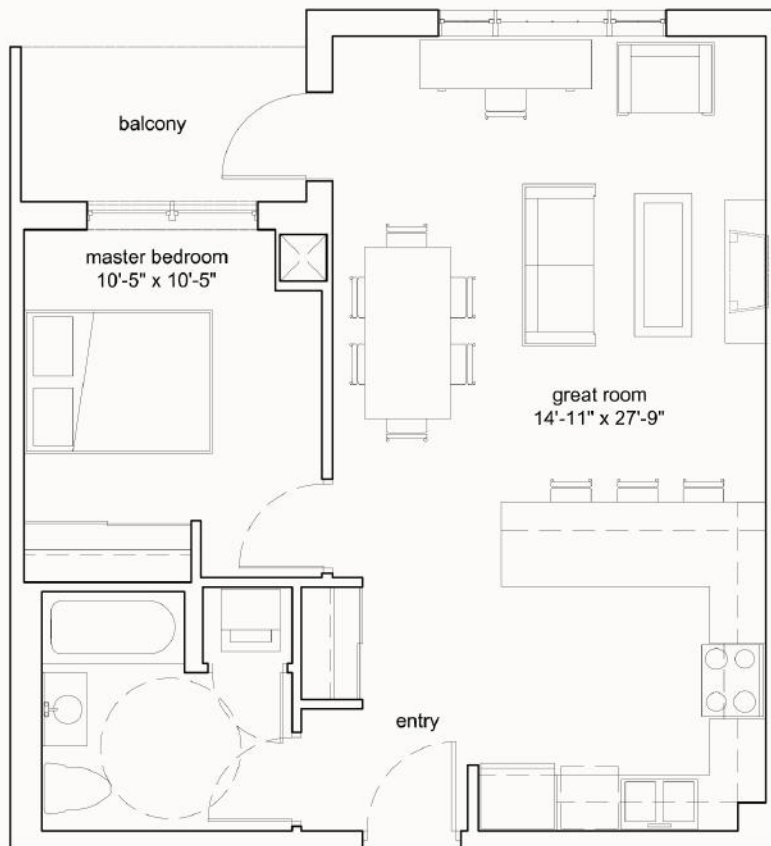 balcony
master bedroom
10'-5" x 10'-5"
great room
14'-11" x 27'-9"
entry